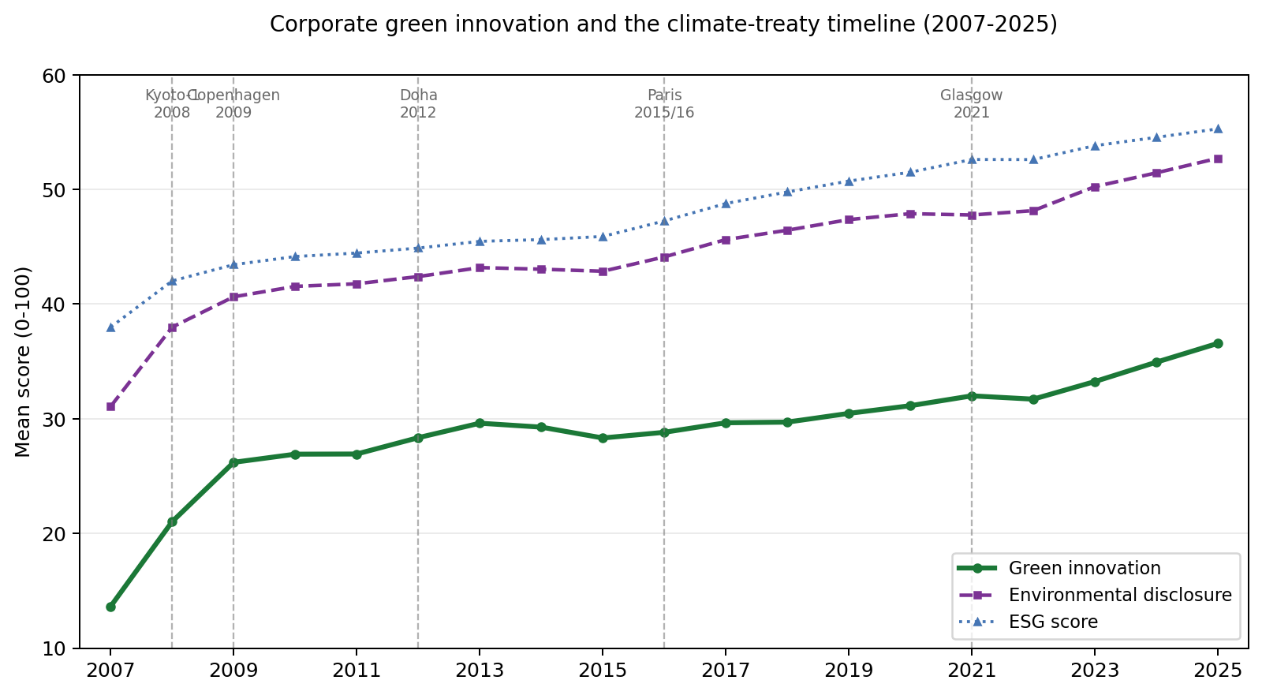 Corporate green innovation and the climate-treaty timeline (2007-2025)
60
50
40
30
20
10
Mean score (0-100)
Kyoto-1
2008
Copenhagen
2009
Doha
2012
Paris
2015/16
Glasgow
2021
Green innovation
Environmental disclosure
ESG score
2007 2009 2011 2013 2015 2017 2019 2021 2023 2025